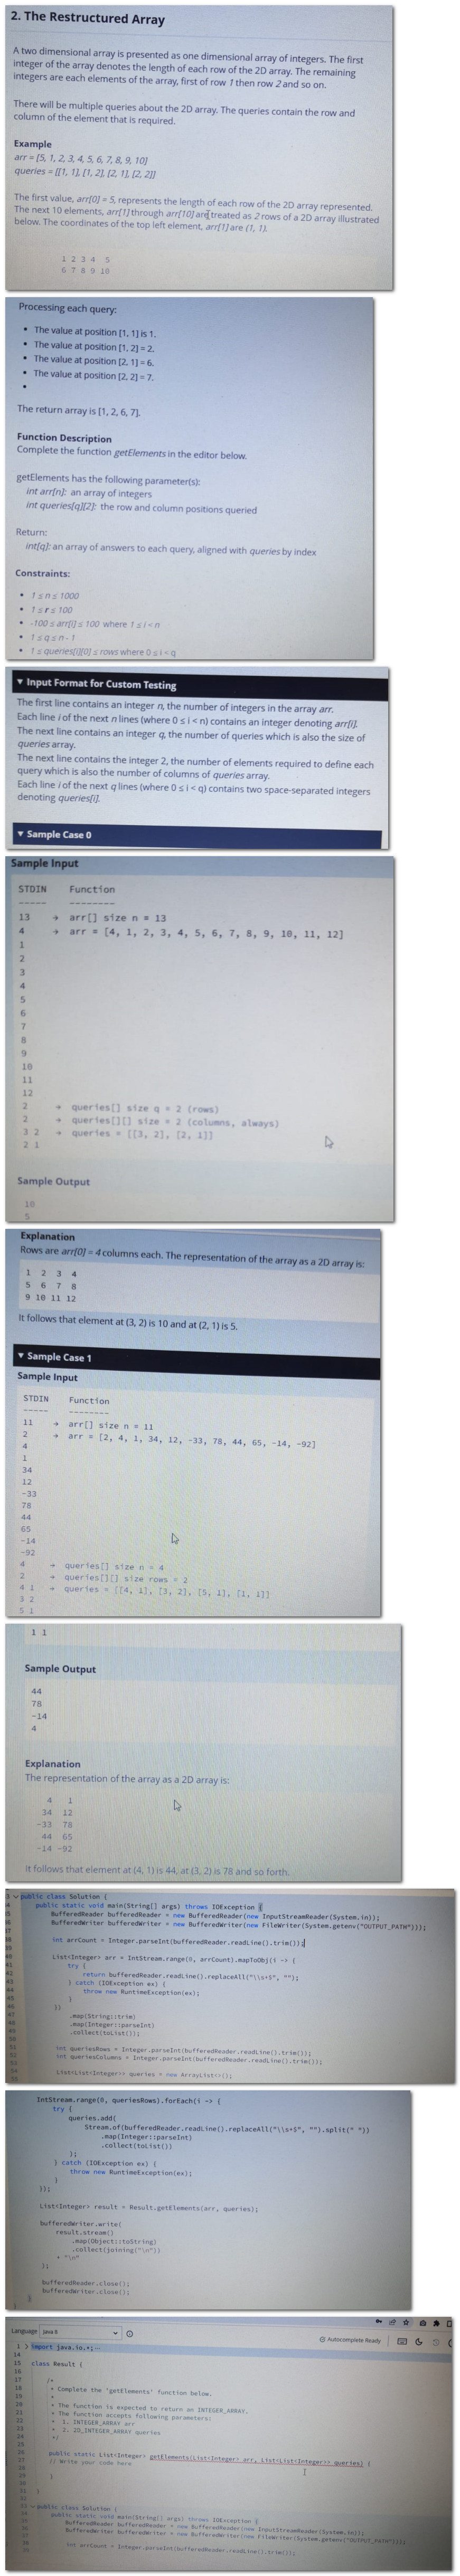 2. The Restructured Array
A two dimensional array is presented as one dimensional array of integers. The first
integer of the array denotes the length of each row of the 2D array. The remaining
integers are each elements of the array, first of row 1 then row 2 and so on.
There will be multiple queries about the 2D array. The queries contain the row and
column of the element that is required.
Example
arr = [5, 1, 2, 3, 4, 5, 6, 7, 8, 9, 10]
queries = [[1, 1], [1, 2], [2, 1], [2, 2]]
The first value, arr[0] = 5, represents the length of each row of the 2D array represented.
The next 10 elements, arr[1] through arr[10] are treated as 2 rows of a 2D array illustrated
below. The coordinates of the top left element, arr[1] are (1, 1).
1 2 3 4 5
6 7 8 9 10
Processing each query:
• The value at position [1, 1] is 1.
• The value at position [1, 2] = 2.
• The value at position [2, 1] = 6.
• The value at position [2, 2] = 7.
•
The return array is [1, 2, 6, 7].
Function Description
Complete the function getElements in the editor below.
getElements has the following parameter(s):
int arr[n]: an array of integers
int queries[q][2]: the row and column positions queried
Return:
int[q]: an array of answers to each query, aligned with queries by index
Constraints:
• 1 ≤ n ≤ 1000
• 1 ≤ r ≤ 100
• -100 ≤ arr[i] ≤ 100 where 1 ≤ i < n
• 1 ≤ q ≤ n - 1
• 1 ≤ queries[i][0] ≤ rows where 0 ≤ i < q
▼ Input Format for Custom Testing
The first line contains an integer n, the number of integers in the array arr.
Each line i of the next n lines (where 0 ≤ i < n) contains an integer denoting arr[i].
The next line contains an integer q, the number of queries which is also the size of
queries array.
The next line contains the integer 2, the number of elements required to define each
query which is also the number of columns of queries array.
Each line i of the next q lines (where 0 ≤ i < q) contains two space-separated integers
denoting queries[i].
▼ Sample Case 0
Sample Input
STDIN Function
----- --------
13 → arr[] size n = 13
4 → arr = [4, 1, 2, 3, 4, 5, 6, 7, 8, 9, 10, 11, 12]
1
2
3
4
5
6
7
8
9
10
11
12
2 → queries[] size q = 2 (rows)
2 → queries[][] size = 2 (columns, always)
3 2 → queries = [[3, 2], [2, 1]]
2 1
Sample Output
10
5
Explanation
Rows are arr[0] = 4 columns each. The representation of the array as a 2D array is:
1 2 3 4
5 6 7 8
9 10 11 12
It follows that element at (3, 2) is 10 and at (2, 1) is 5.
▼ Sample Case 1
Sample Input
STDIN Function
----- --------
11 → arr[] size n = 11
2 → arr = [2, 4, 1, 34, 12, -33, 78, 44, 65, -14, -92]
4
1
34
12
-33
78
44
65
-14
-92
4 → queries[] size n = 4
2 → queries[][] size rows = 2
4 1 → queries = [[4, 1], [3, 2], [5, 1], [1, 1]]
3 2
5 1
1 1
Sample Output
44
78
-14
4
Explanation
The representation of the array as a 2D array is:
4 1
34 12
-33 78
44 65
-14 -92
It follows that element at (4, 1) is 44, at (3, 2) is 78 and so forth.
public class Solution {
public static void main(String[] args) throws IOException {
BufferedReader bufferedReader = new BufferedReader(new InputStreamReader(System.in));
BufferedWriter bufferedWriter = new BufferedWriter(new FileWriter(System.getenv("OUTPUT_PATH")));
int arrCount = Integer.parseInt(bufferedReader.readLine().trim());
List<Integer> arr = IntStream.range(0, arrCount).mapToObj(i -> {
try {
return bufferedReader.readLine().replaceAll("\\s+$", "");
} catch (IOException ex) {
throw new RuntimeException(ex);
}
})
.map(String::trim)
.map(Integer::parseInt)
.collect(toList());
int queriesRows = Integer.parseInt(bufferedReader.readLine().trim());
int queriesColumns = Integer.parseInt(bufferedReader.readLine().trim());
List<List<Integer>> queries = new ArrayList<>();
IntStream.range(0, queriesRows).forEach(i -> {
try {
queries.add(
Stream.of(bufferedReader.readLine().replaceAll("\\s+$", "").split(" "))
.map(Integer::parseInt)
.collect(toList())
);
} catch (IOException ex) {
throw new RuntimeException(ex);
}
});
List<Integer> result = Result.getElements(arr, queries);
bufferedWriter.write(
result.stream()
.map(Object::toString)
.collect(joining("\n"))
+ "\n"
);
bufferedReader.close();
bufferedWriter.close();
}
Language Java 8
Autocomplete Ready
1 > import java.io.*;
14
15 class Result {
16
17 /*
18 * Complete the 'getElements' function below.
19 *
20 * The function is expected to return an INTEGER_ARRAY.
21 * The function accepts following parameters:
22 * 1. INTEGER_ARRAY arr
23 * 2. 2D_INTEGER_ARRAY queries
24 */
25
26 public static List<Integer> getElements(List<Integer> arr, List<List<Integer>> queries) {
27 // Write your code here
28
29 }
30
31 }
32
33 public class Solution {
34 public static void main(String[] args) throws IOException {
35 BufferedReader bufferedReader = new BufferedReader(new InputStreamReader(System.in));
36 BufferedWriter bufferedWriter = new BufferedWriter(new FileWriter(System.getenv("OUTPUT_PATH")));
37
38 int arrCount = Integer.parseInt(bufferedReader.readLine().trim());